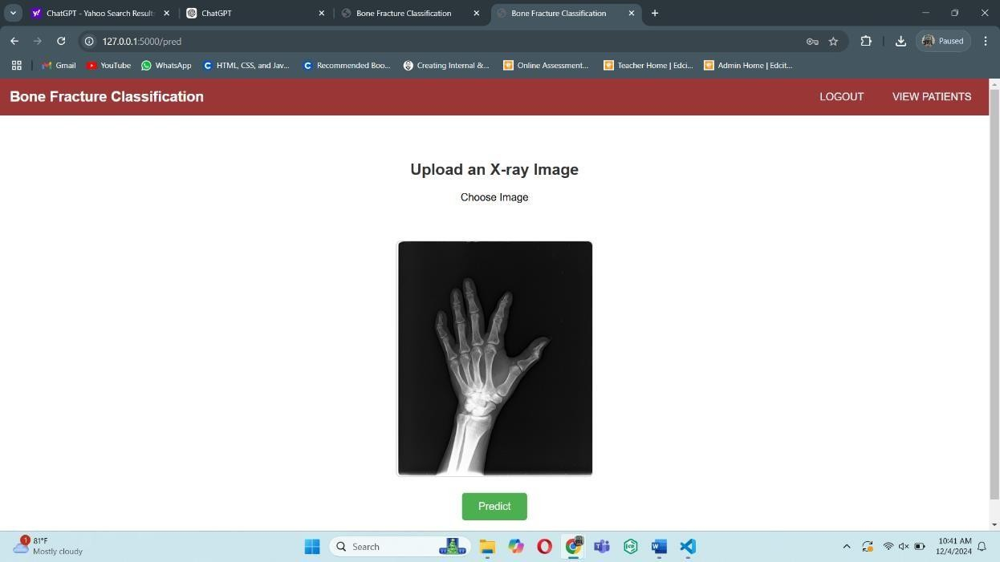 ChatGPT - Yahoo Search Results
ChatGPT
Bone Fracture Classification
Bone Fracture Classification
127.0.0.1:5000/pred
Paused
Gmail
YouTube
WhatsApp
HTML, CSS, and Jav...
Recommended Boo...
Creating Internal &...
Online Assessment...
Teacher Home | Edci...
Admin Home | Edcit...
Bone Fracture Classification
LOGOUT
VIEW PATIENTS
Upload an X-ray Image
Choose Image
Predict
1
81°F
Mostly cloudy
Search
10:41 AM
12/4/2024